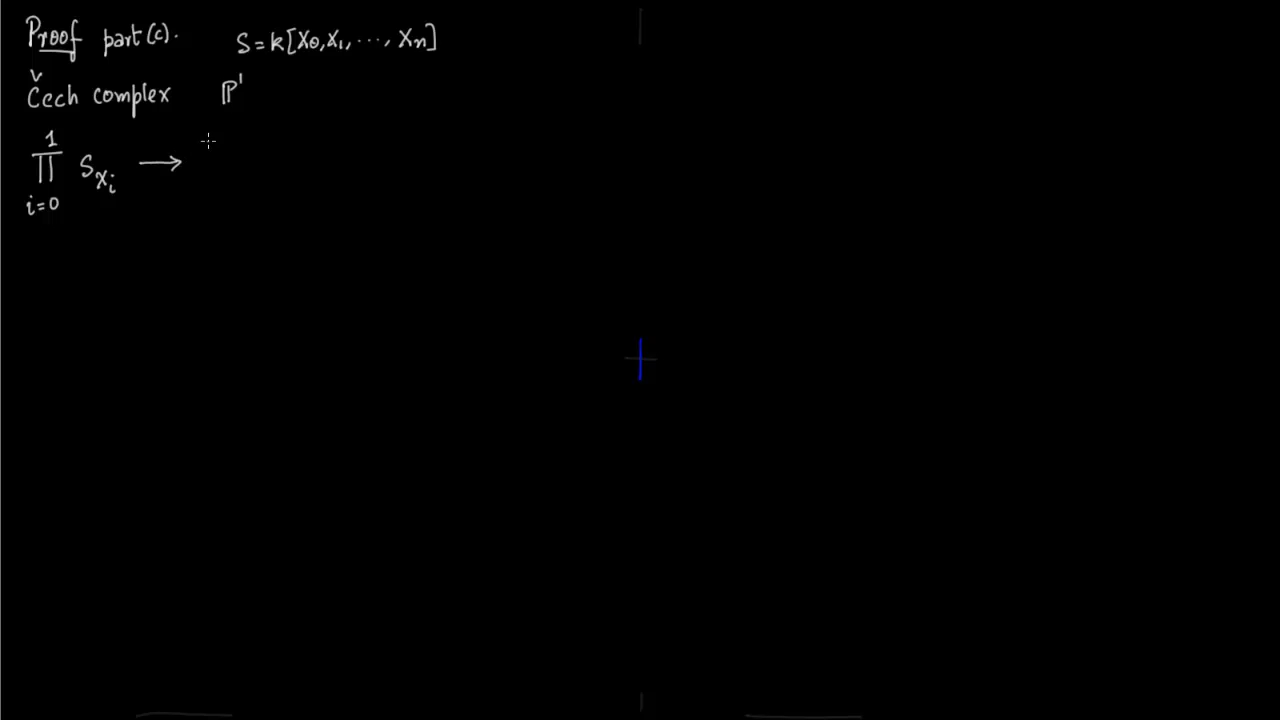 Proof part(c). S = k[X₀, X₁, ⋯, Xₙ]
Čech complex ℙ¹
∏_{i=0}^{1} S_{X_i} ⟶